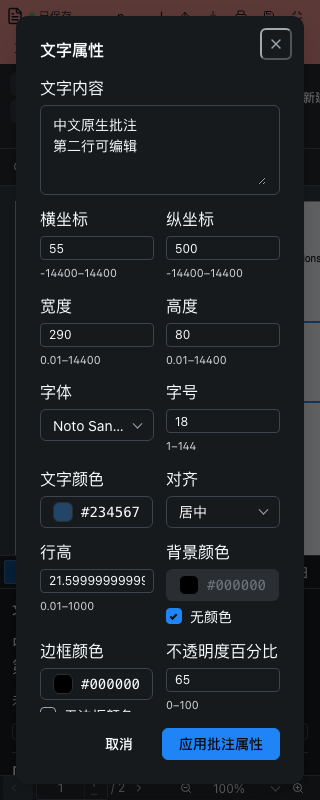 已保存
文字属性
文字内容
中文原生批注
第二行可编辑
横坐标
纵坐标
55
500
-14400–14400
-14400–14400
宽度
高度
290
80
0.01–14400
0.01–14400
字体
字号
Noto San...
18
1–144
文字颜色
对齐
#234567
居中
行高
背景颜色
21.59999999999
#000000
0.01–1000
无颜色
边框颜色
不透明度百分比
#000000
65
0–100
取消
应用批注属性
1
/ 2
100%